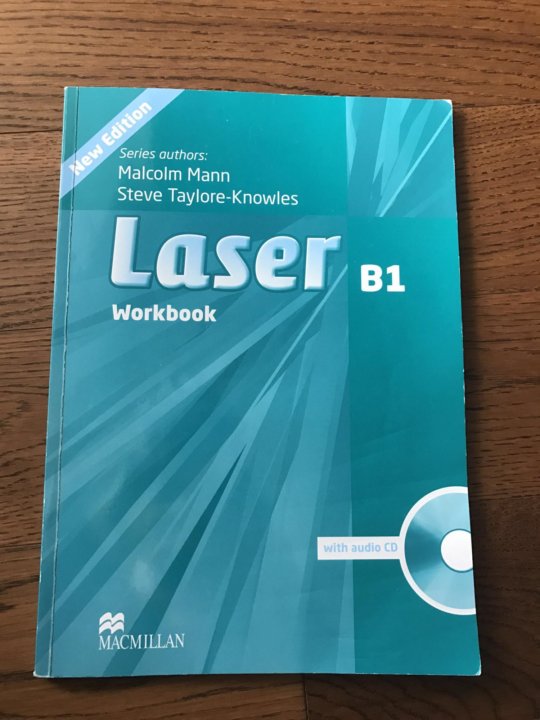 New Edition
Series authors:
Malcolm Mann
Steve Taylore-Knowles
Laser B1
Workbook
with audio CD
MACMILLAN